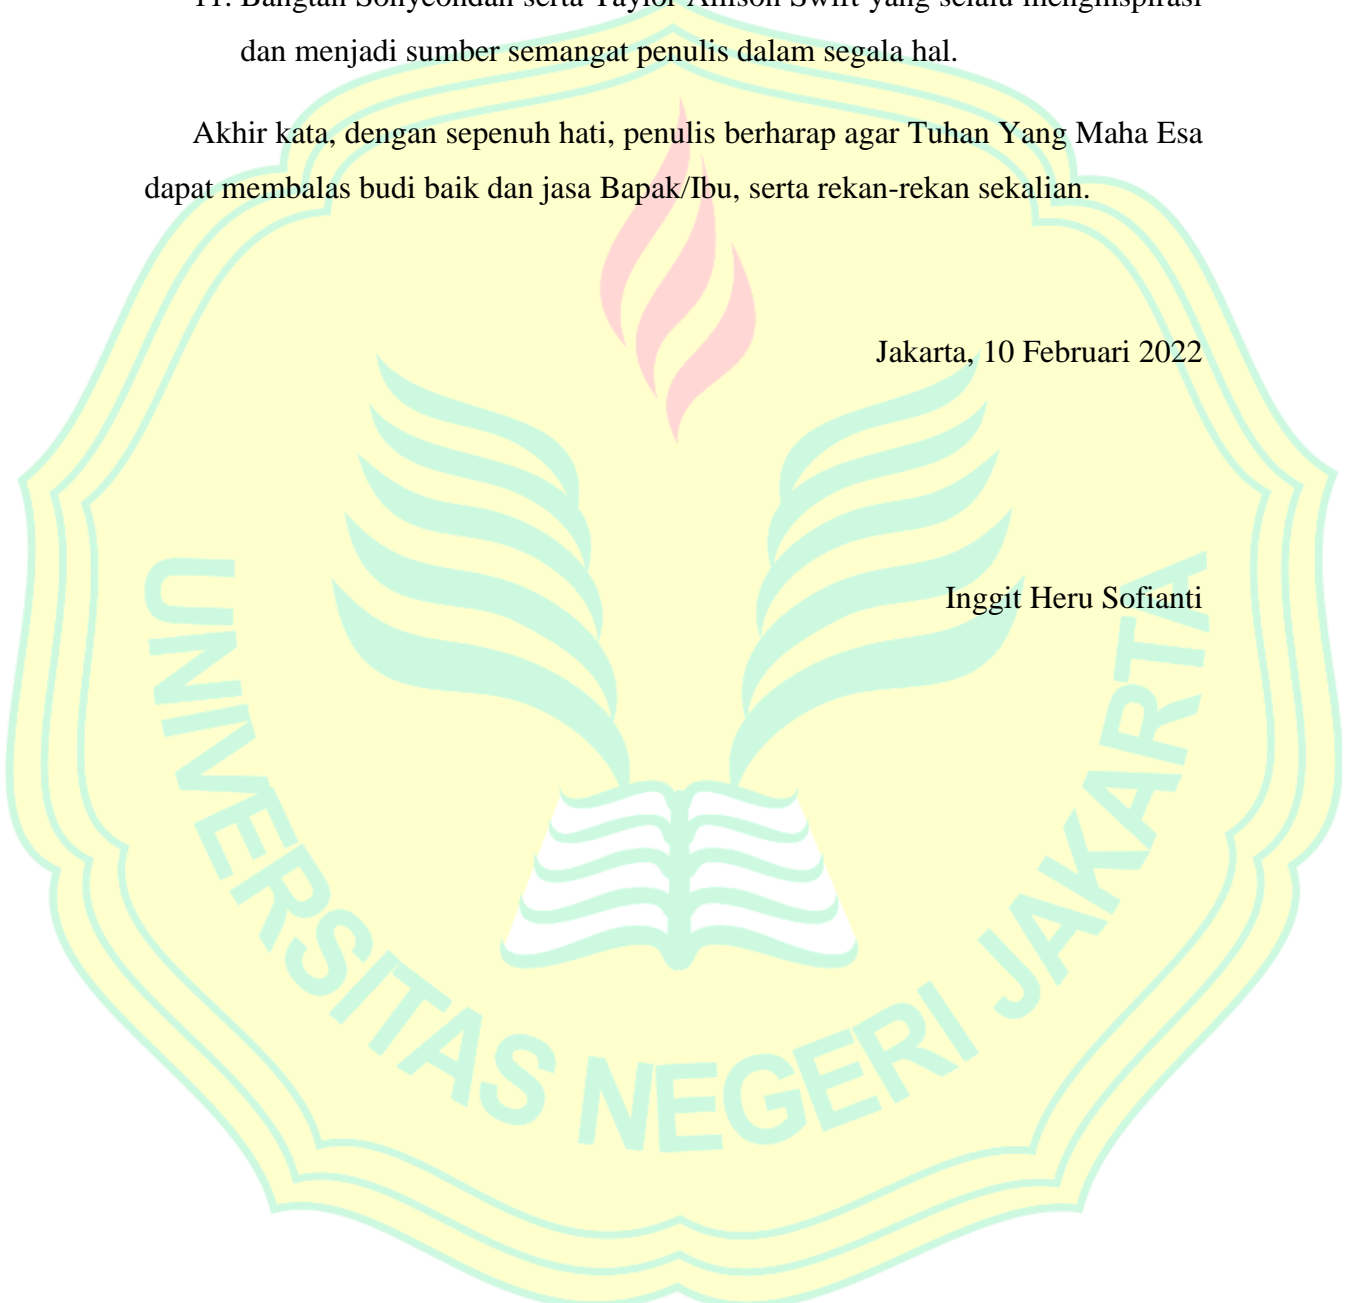 11. Bangtan Sonyeondan serta Taylor Allison Swift yang selalu menginspirasi
dan menjadi sumber semangat penulis dalam segala hal.
Akhir kata, dengan sepenuh hati, penulis berharap agar Tuhan Yang Maha Esa
dapat membalas budi baik dan jasa Bapak/Ibu, serta rekan-rekan sekalian.
Jakarta, 10 Februari 2022
Inggit Heru Sofianti
UNIVERSITAS NEGERI JAKARTA